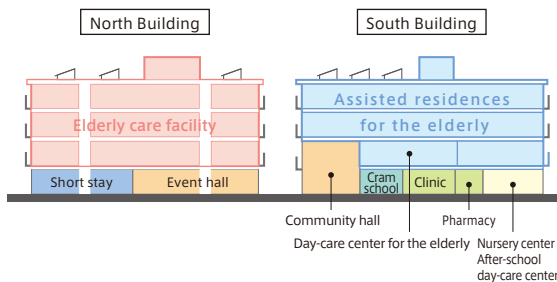 North Building
South Building
Elderly care facility
Assisted residences
for the elderly
Short stay
Event hall
Cram
school
Clinic
Community hall
Pharmacy
Day-care center for the elderly
Nursery center
After-school
day-care center